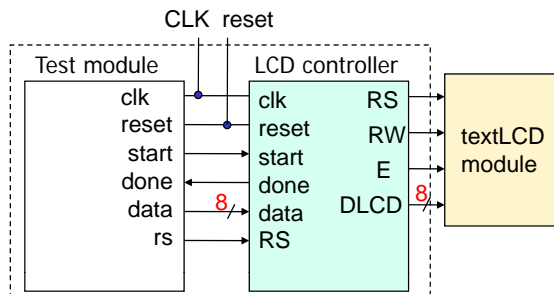 CLK reset
Test module
LCD controller
clk
reset
start
done
data
rs
8
clk
reset
start
done
data
RS
RS
RW
E
DLCD
8
textLCD
module